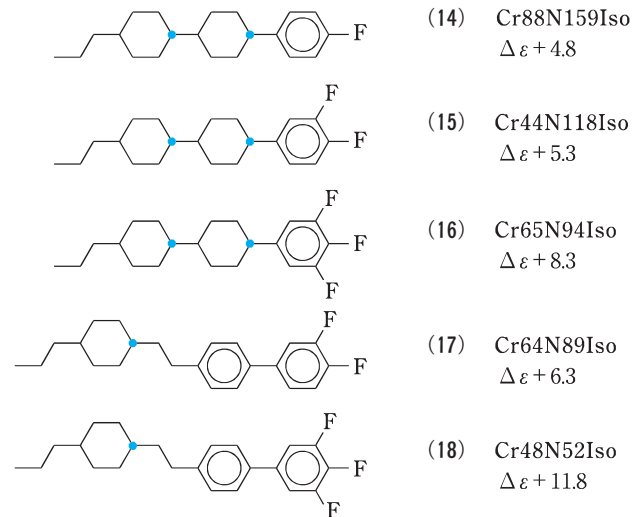 F
(14) Cr88N159Iso
Δε+4.8
F
F
(15) Cr44N118Iso
Δε+5.3
F
F
F
(16) Cr65N94Iso
Δε+8.3
F
F
(17) Cr64N89Iso
Δε+6.3
F
F
F
(18) Cr48N52Iso
Δε+11.8